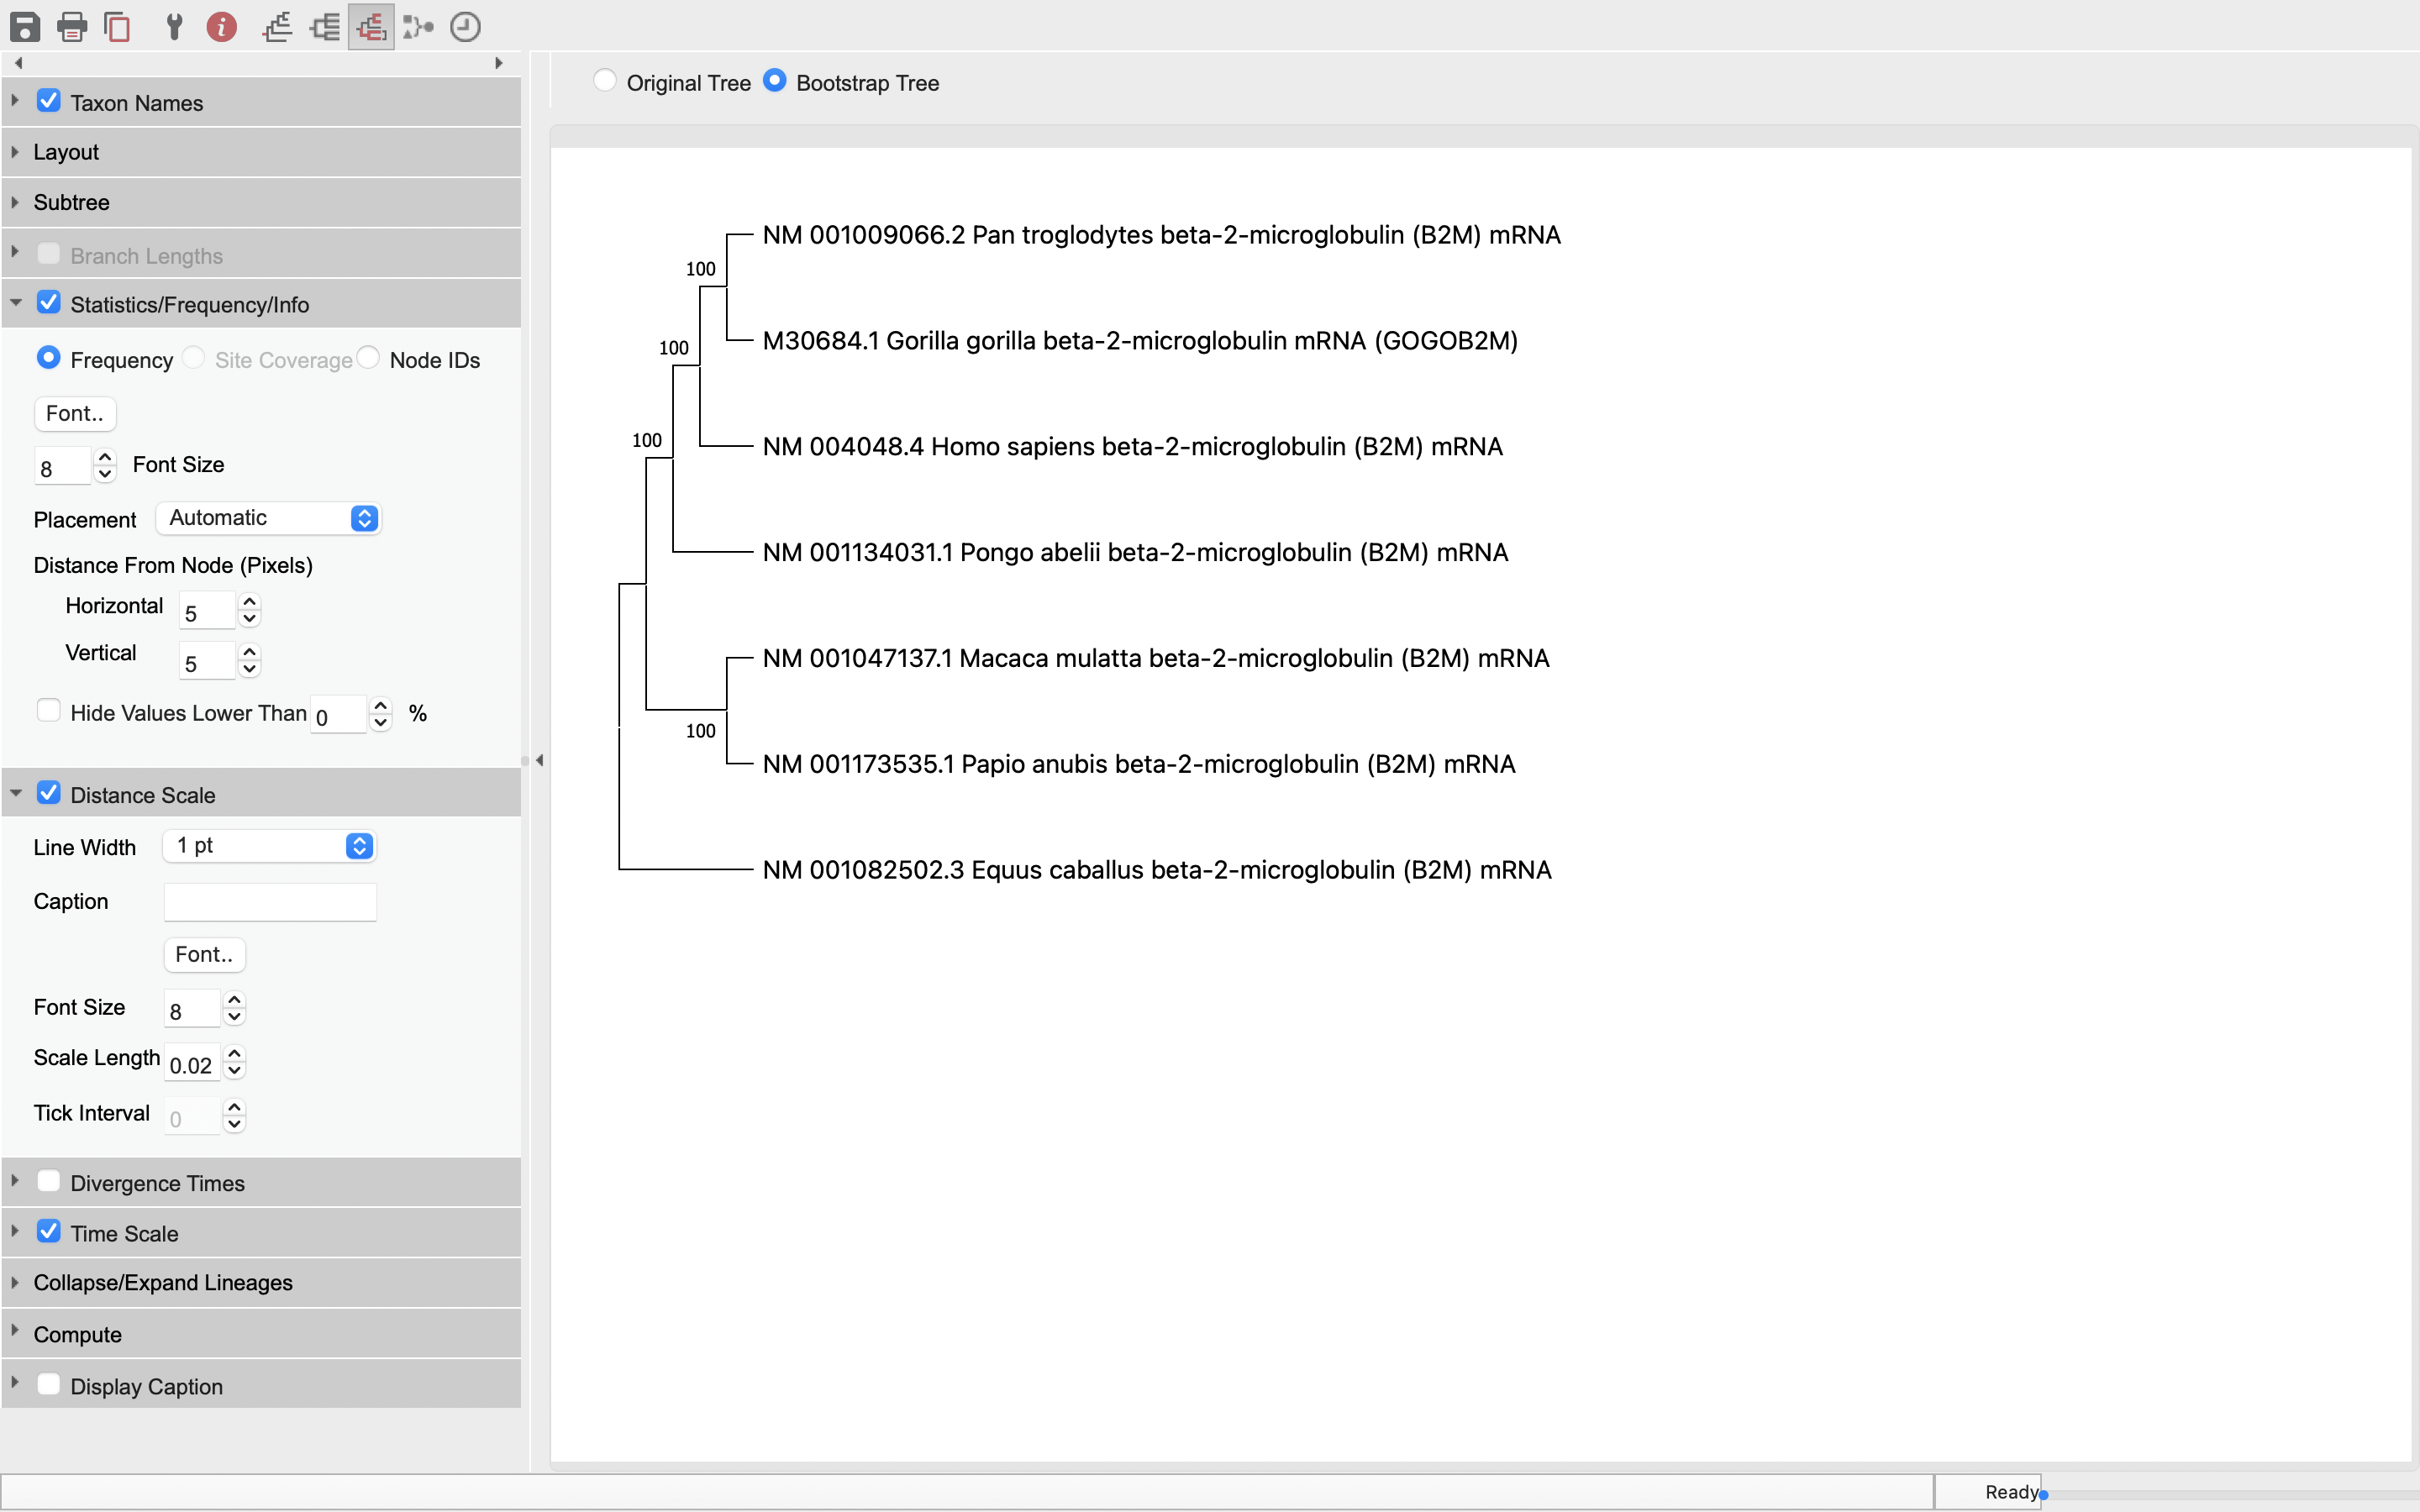 Original Tree Bootstrap Tree
Taxon Names
Layout
Subtree
Branch Lengths
Statistics/Frequency/Info
Frequency Site Coverage Node IDs
Font..
8 Font Size
Placement Automatic
Distance From Node (Pixels)
Horizontal 5
Vertical 5
Hide Values Lower Than 0 %
Distance Scale
Line Width 1 pt
Caption
Font..
Font Size 8
Scale Length 0.02
Tick Interval 0
Divergence Times
Time Scale
Collapse/Expand Lineages
Compute
Display Caption
NM 001009066.2 Pan troglodytes beta-2-microglobulin (B2M) mRNA
100
M30684.1 Gorilla gorilla beta-2-microglobulin mRNA (GOGOB2M)
100
NM 004048.4 Homo sapiens beta-2-microglobulin (B2M) mRNA
100
NM 001134031.1 Pongo abelii beta-2-microglobulin (B2M) mRNA
NM 001047137.1 Macaca mulatta beta-2-microglobulin (B2M) mRNA
100
NM 001173535.1 Papio anubis beta-2-microglobulin (B2M) mRNA
NM 001082502.3 Equus caballus beta-2-microglobulin (B2M) mRNA
Ready